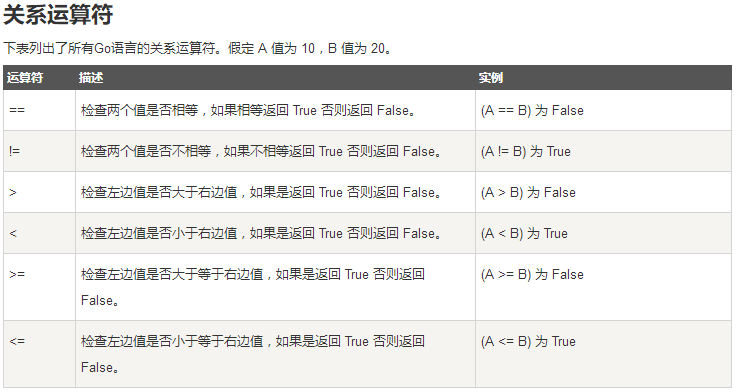 关系运算符
下表列出了所有Go语言的关系运算符。假定 A 值为 10，B 值为 20。
运算符 描述 实例
== 检查两个值是否相等，如果相等返回 True 否则返回 False。 (A == B) 为 False
!= 检查两个值是否不相等，如果不相等返回 True 否则返回 False。 (A != B) 为 True
> 检查左边值是否大于右边值，如果是返回 True 否则返回 False。 (A > B) 为 False
< 检查左边值是否小于右边值，如果是返回 True 否则返回 False。 (A < B) 为 True
>= 检查左边值是否大于等于右边值，如果是返回 True 否则返回 (A >= B) 为 False
False。
<= 检查左边值是否小于等于右边值，如果是返回 True 否则返回 (A <= B) 为 True
False。